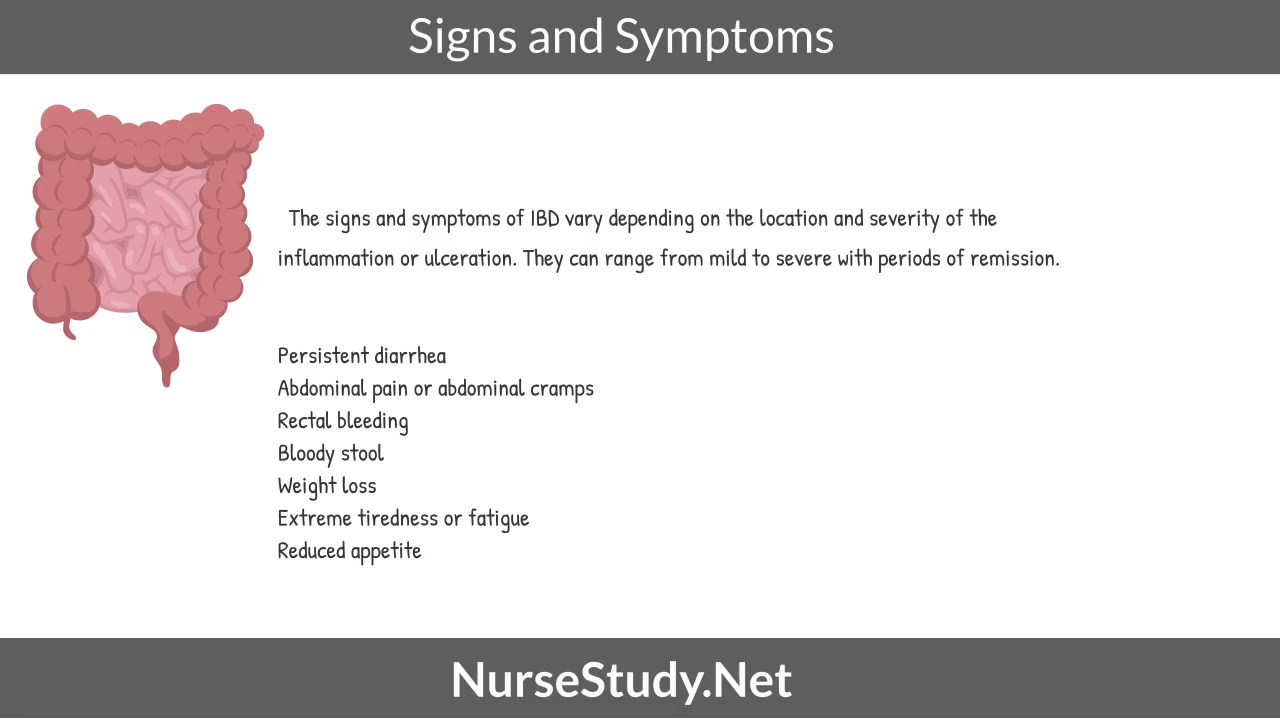 Signs and Symptoms
The signs and symptoms of IBD vary depending on the location and severity of the
inflammation or ulceration. They can range from mild to severe with periods of remission.
Persistent diarrhea
Abdominal pain or abdominal cramps
Rectal bleeding
Bloody stool
Weight loss
Extreme tiredness or fatigue
Reduced appetite
NurseStudy.Net